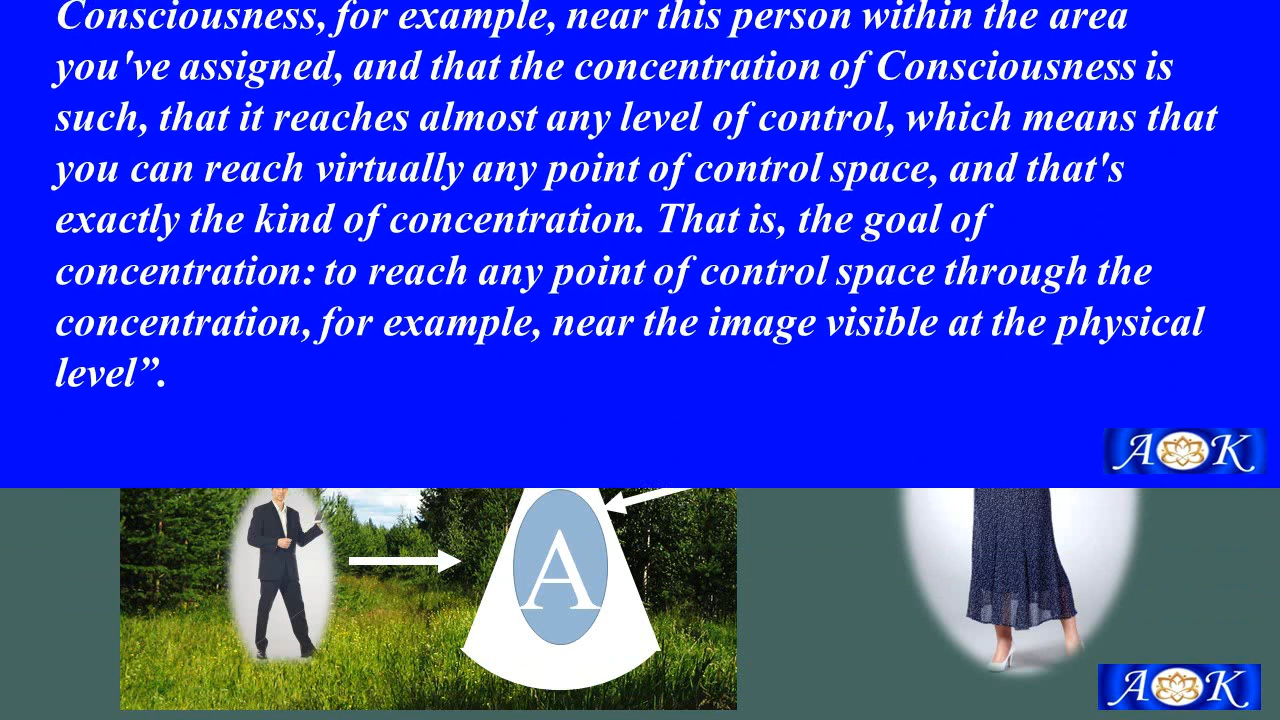 Consciousness, for example, near this person within the area
you've assigned, and that the concentration of Consciousness is
such, that it reaches almost any level of control, which means that
you can reach virtually any point of control space, and that's
exactly the kind of concentration. That is, the goal of
concentration: to reach any point of control space through the
concentration, for example, near the image visible at the physical
level”.
A K
A
A K